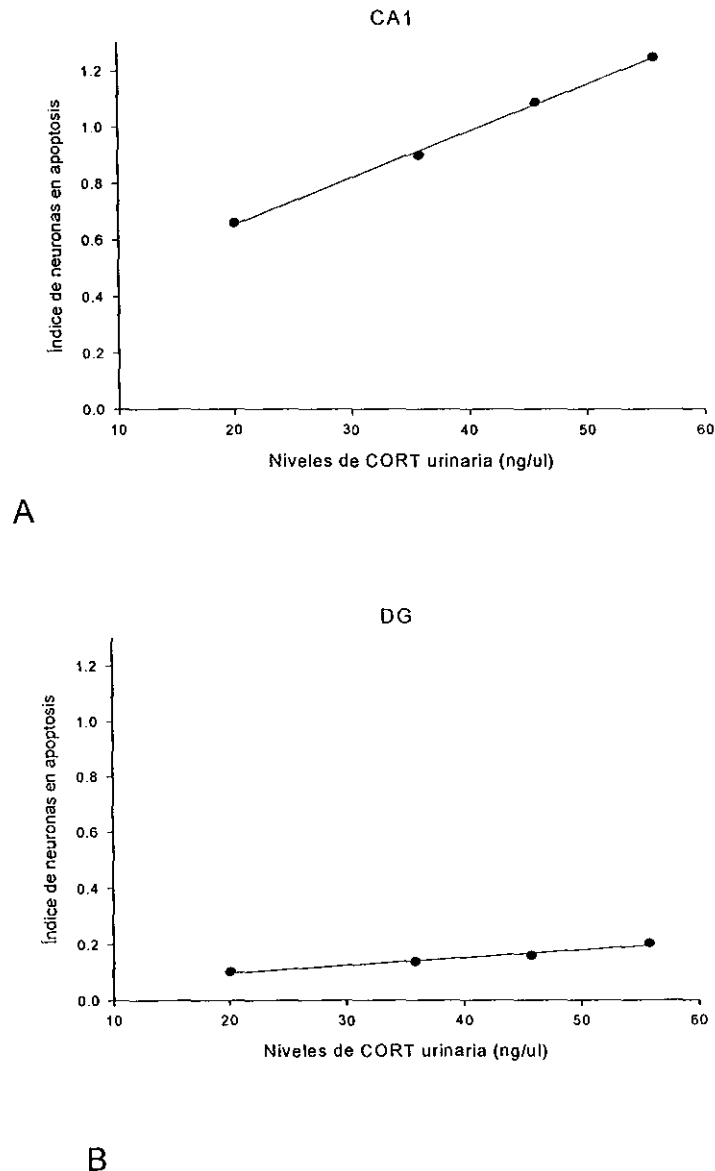 CA1
Índice de neuronas en apoptosis
1.2
1.0
0.8
0.6
0.4
0.2
0.0
10 20 30 40 50 60
Niveles de CORT urinaria (ng/ul)
A
DG
Índice de neuronas en apoptosis
1.2
1.0
0.8
0.6
0.4
0.2
0.0
10 20 30 40 50 60
Niveles de CORT urinaria (ng/ul)
B